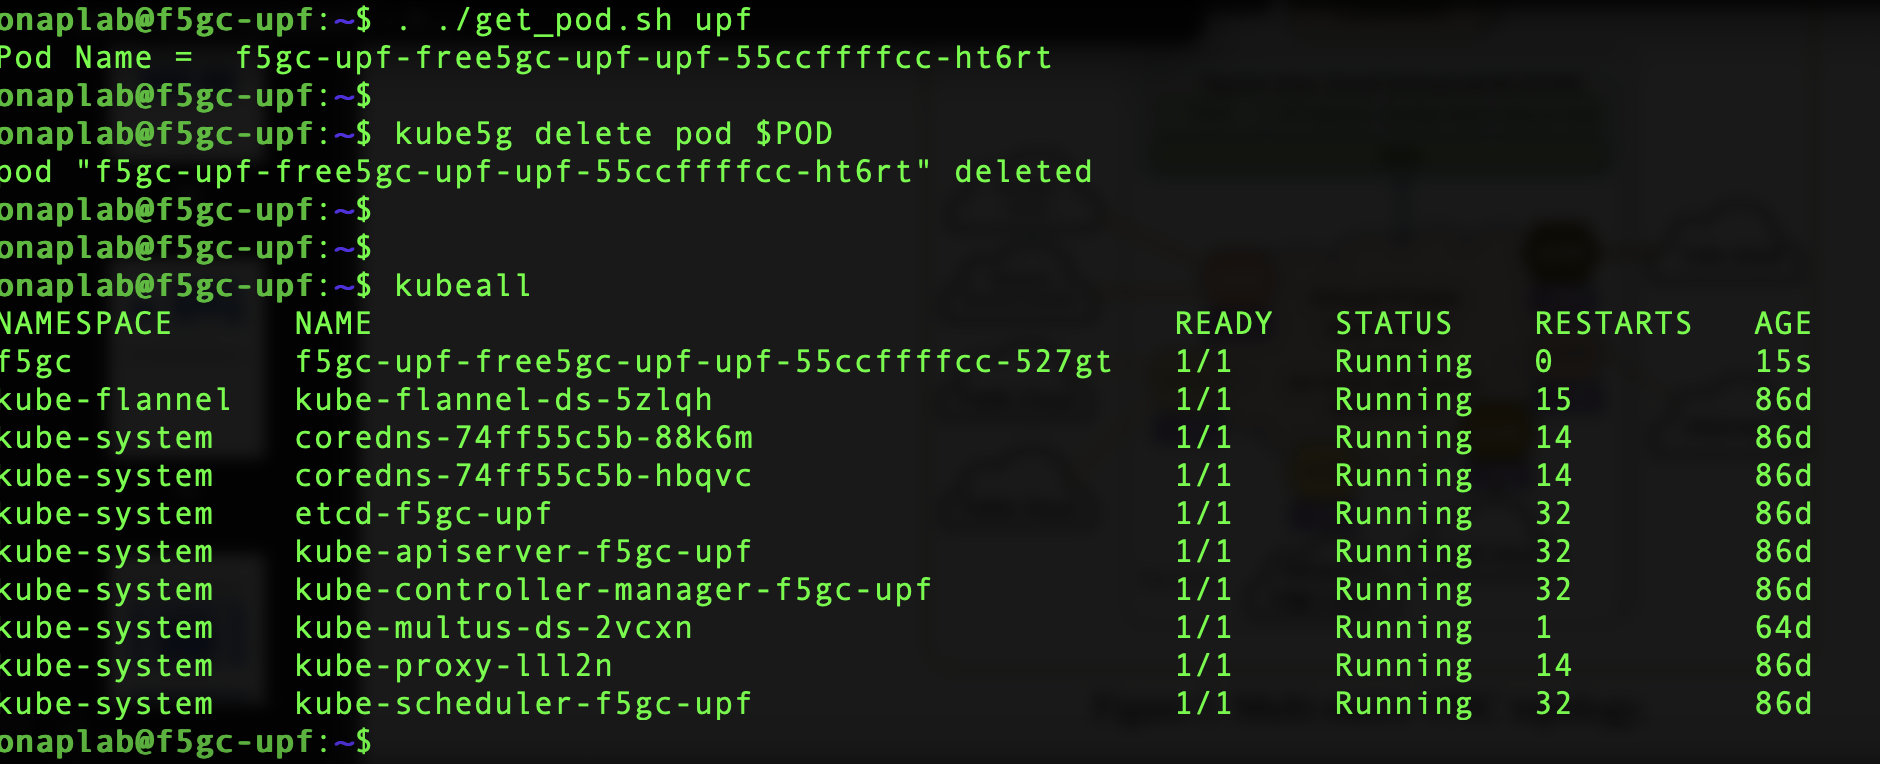 onaplab@f5gc-upf:~$ . ./get_pod.sh upf
Pod Name =  f5gc-upf-free5gc-upf-upf-55ccffffcc-ht6rt
onaplab@f5gc-upf:~$
onaplab@f5gc-upf:~$ kube5g delete pod $POD
pod "f5gc-upf-free5gc-upf-upf-55ccffffcc-ht6rt" deleted
onaplab@f5gc-upf:~$
onaplab@f5gc-upf:~$
onaplab@f5gc-upf:~$ kubeall
NAMESPACE      NAME                                         READY   STATUS    RESTARTS   AGE
f5gc           f5gc-upf-free5gc-upf-upf-55ccffffcc-527gt   1/1     Running   0          15s
kube-flannel   kube-flannel-ds-5zlqh                        1/1     Running   15         86d
kube-system    coredns-74ff55c5b-88k6m                      1/1     Running   14         86d
kube-system    coredns-74ff55c5b-hbqvc                      1/1     Running   14         86d
kube-system    etcd-f5gc-upf                                1/1     Running   32         86d
kube-system    kube-apiserver-f5gc-upf                      1/1     Running   32         86d
kube-system    kube-controller-manager-f5gc-upf             1/1     Running   32         86d
kube-system    kube-multus-ds-2vcxn                         1/1     Running   1          64d
kube-system    kube-proxy-lll2n                             1/1     Running   14         86d
kube-system    kube-scheduler-f5gc-upf                      1/1     Running   32         86d
onaplab@f5gc-upf:~$